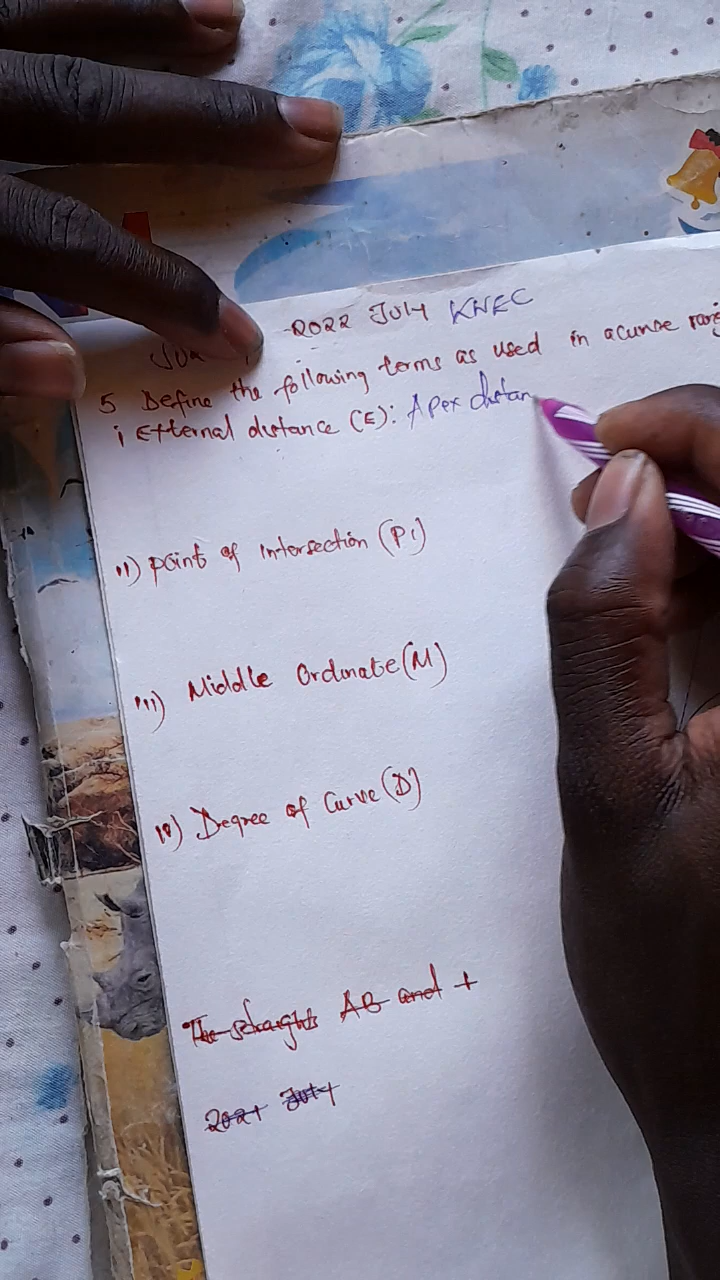 2022 July KNEC
5 Define the following terms as used in a curve
i External distance (E): Apex distan
ii) point of intersection (Pi)
iii) Middle Ordinate (M)
iv) Degree of Curve (D)
The straights AB and +
2021 July